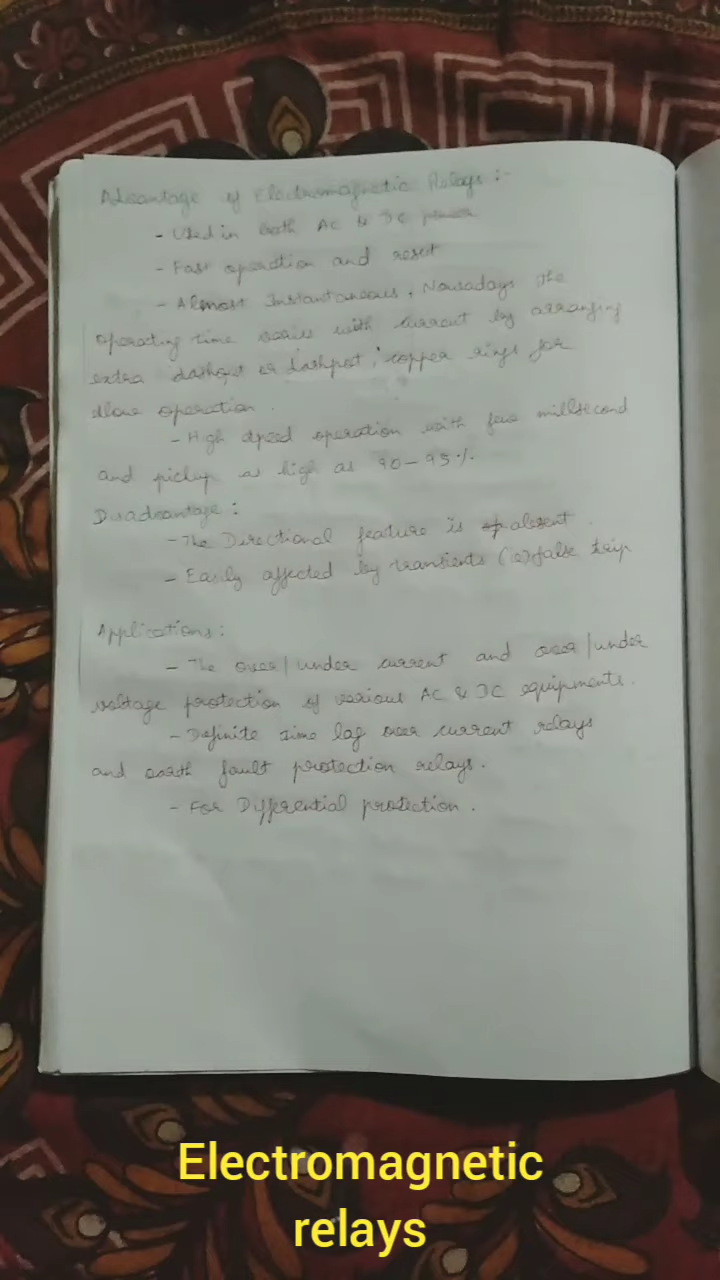 Advantage of Electromagnetic Relays :-
- Used in both AC & DC
- Fast operation and reset
- Almost Instantaneous. Nowadays the
operating time varies with current by arranging
extra dashpot or dashpot, copper rings for
slow operation.
- High speed operation with few millsecond
and pickup as high as 90-95%.
Disadvantage:
- The Directional feature is absent.
- Easily affected by transients (ie) false trip
Applications:
- The over/under current and over/under
voltage protection of various AC & DC equipments.
- Definite time lag over current relays
and earth fault protection relays.
- For Differential protection.
Electromagnetic
relays